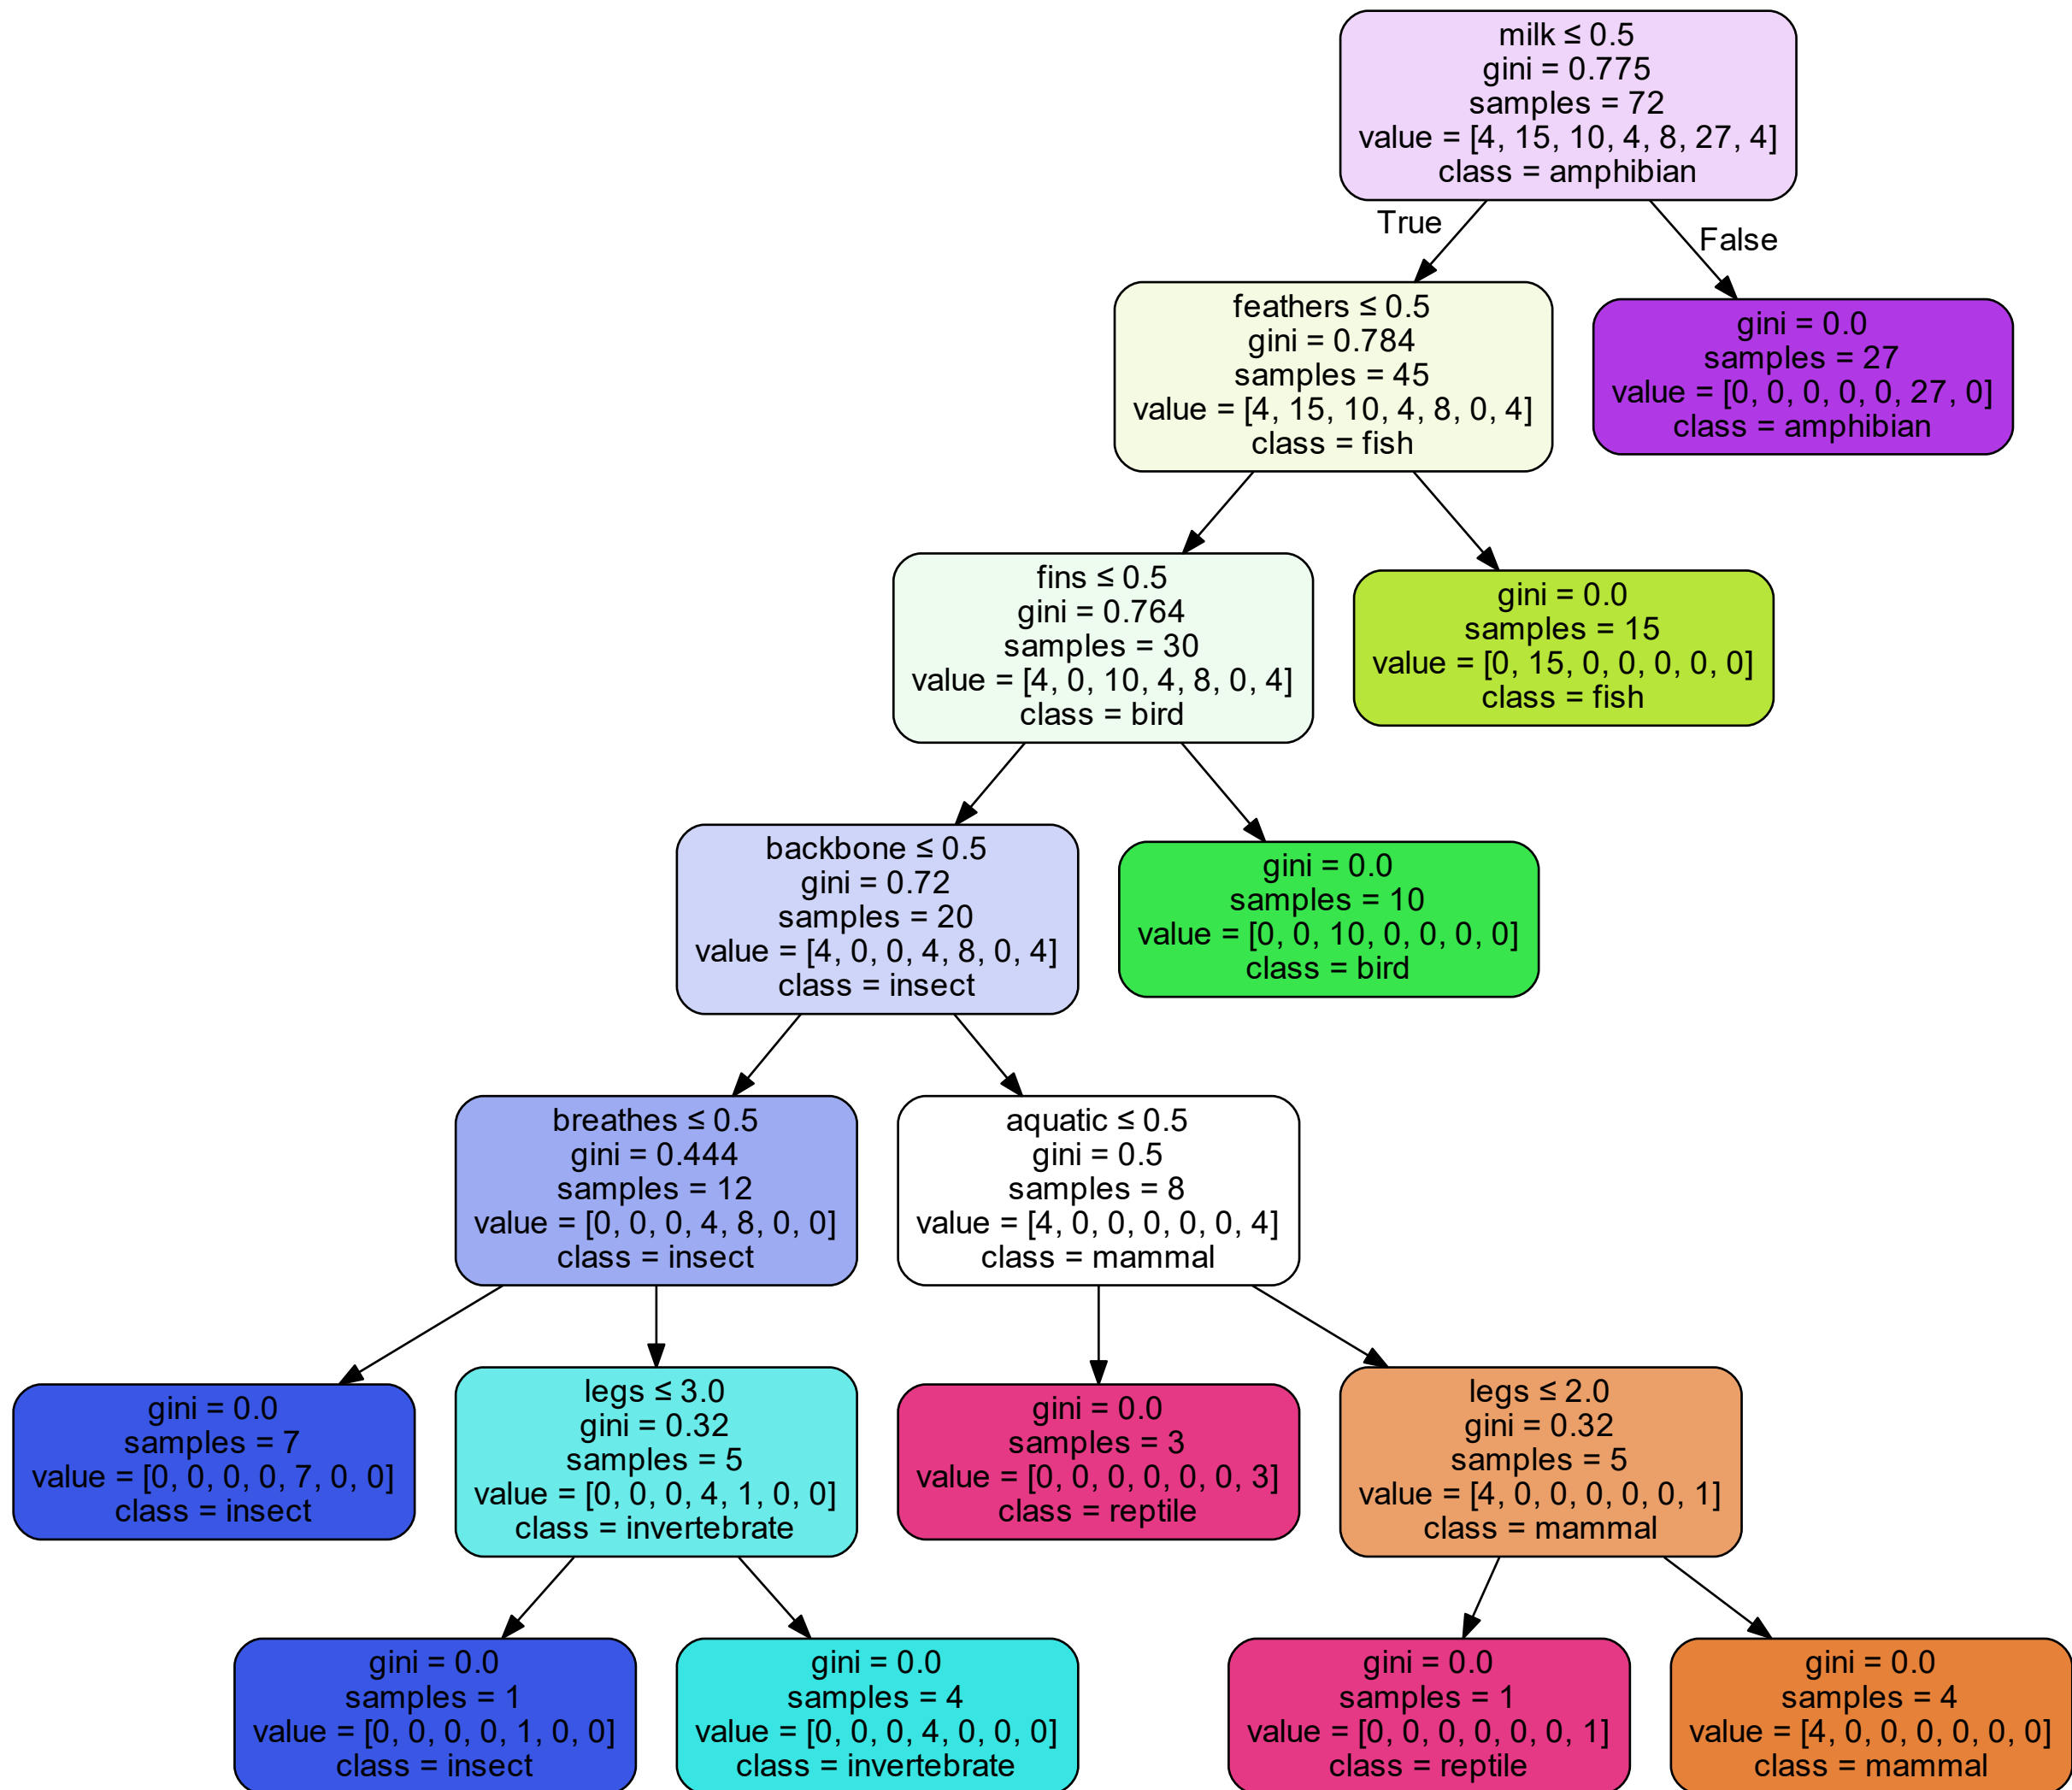 milk ≤ 0.5
gini = 0.775
samples = 72
value = [4, 15, 10, 4, 8, 27, 4]
class = amphibian
True
False
feathers ≤ 0.5
gini = 0.784
samples = 45
value = [4, 15, 10, 4, 8, 0, 4]
class = fish
gini = 0.0
samples = 27
value = [0, 0, 0, 0, 0, 27, 0]
class = amphibian
fins ≤ 0.5
gini = 0.764
samples = 30
value = [4, 0, 10, 4, 8, 0, 4]
class = bird
gini = 0.0
samples = 15
value = [0, 15, 0, 0, 0, 0, 0]
class = fish
backbone ≤ 0.5
gini = 0.72
samples = 20
value = [4, 0, 0, 4, 8, 0, 4]
class = insect
gini = 0.0
samples = 10
value = [0, 0, 10, 0, 0, 0, 0]
class = bird
breathes ≤ 0.5
gini = 0.444
samples = 12
value = [0, 0, 0, 4, 8, 0, 0]
class = insect
aquatic ≤ 0.5
gini = 0.5
samples = 8
value = [4, 0, 0, 0, 0, 0, 4]
class = mammal
gini = 0.0
samples = 7
value = [0, 0, 0, 0, 7, 0, 0]
class = insect
legs ≤ 3.0
gini = 0.32
samples = 5
value = [0, 0, 0, 4, 1, 0, 0]
class = invertebrate
gini = 0.0
samples = 3
value = [0, 0, 0, 0, 0, 0, 3]
class = reptile
legs ≤ 2.0
gini = 0.32
samples = 5
value = [4, 0, 0, 0, 0, 0, 1]
class = mammal
gini = 0.0
samples = 1
value = [0, 0, 0, 0, 1, 0, 0]
class = insect
gini = 0.0
samples = 4
value = [0, 0, 0, 4, 0, 0, 0]
class = invertebrate
gini = 0.0
samples = 1
value = [0, 0, 0, 0, 0, 0, 1]
class = reptile
gini = 0.0
samples = 4
value = [4, 0, 0, 0, 0, 0, 0]
class = mammal